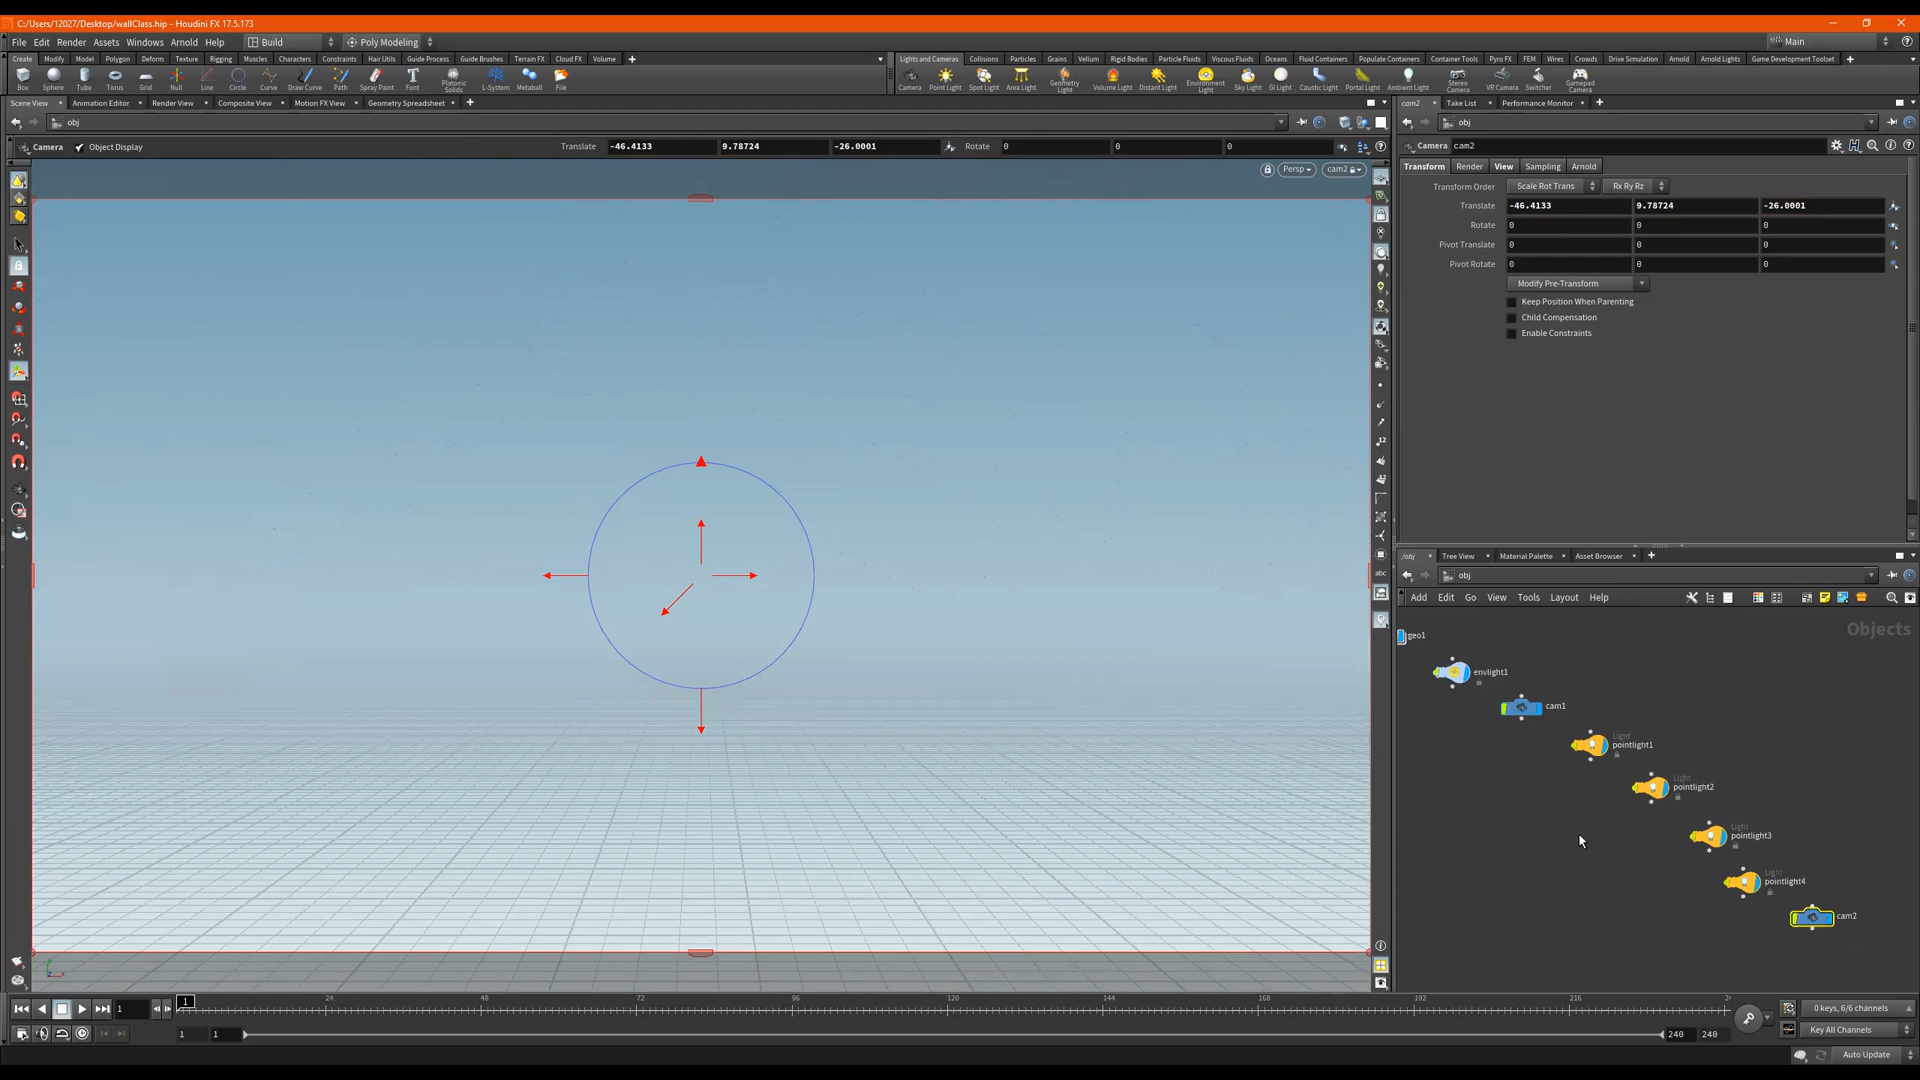 C:/Users/12027/Desktop/wallClass.hip - Houdini FX 17.5.173
File Edit Render Assets Windows Arnold Help Build Poly Modeling Main
Create Modify Model Polygon Deform Texture Rigging Muscles Characters Constraints Hair Utils Guide Process Guide Brushes Terrain FX Cloud FX Volume
Lights and Cameras Collisions Particles Grains Vellum Rigid Bodies Particle Fluids Viscous Fluids Oceans Fluid Containers Populate Containers Container Tools Pyro FX FEM Wires Crowds Drive Simulation Arnold Arnold Lights Game Development Toolset
Box Sphere Tube Torus Grid Null Line Circle Curve Draw Curve Path Spray Paint Font Platonic Solids L-System Metaball File
Camera Point Light Spot Light Area Light Geometry Light Volume Light Distant Light Environment Light Sky Light GI Light Caustic Light Portal Light Ambient Light Stereo Camera VR Camera Switcher Gamepad Camera
Scene View Animation Editor Render View Composite View Motion FX View Geometry Spreadsheet
cam2 Take List Performance Monitor
obj
obj
Camera Object Display Translate -46.4133 9.78724 -26.0001 Rotate 0 0 0
Camera cam2
Persp cam2
Transform Render View Sampling Arnold
Transform Order Scale Rot Trans Rx Ry Rz
Translate -46.4133 9.78724 -26.0001
Rotate 0 0 0
Pivot Translate 0 0 0
Pivot Rotate 0 0 0
Modify Pre-Transform
Keep Position When Parenting
Child Compensation
Enable Constraints
/obj Tree View Material Palette Asset Browser
obj
Add Edit Go View Tools Layout Help
Objects
geo1
envlight1
cam1
Light
pointlight1
Light
pointlight2
Light
pointlight3
Light
pointlight4
cam2
1 1 24 48 72 96 120 144 168 192 216
0 keys, 6/6 channels
1 1 240 240
Key All Channels
Auto Update